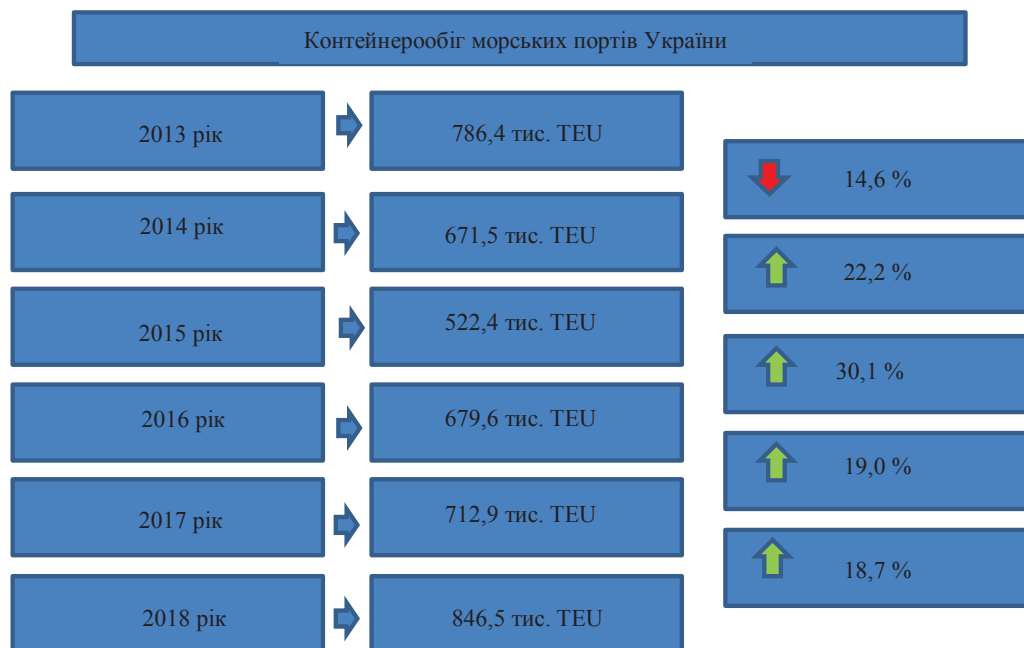 Контейнерообіг морських портів України
2013 рік
786,4 тис. TEU
14,6 %
2014 рік
671,5 тис. TEU
22,2 %
2015 рік
522,4 тис. TEU
30,1 %
2016 рік
679,6 тис. TEU
19,0 %
2017 рік
712,9 тис. TEU
18,7 %
2018 рік
846,5 тис. TEU